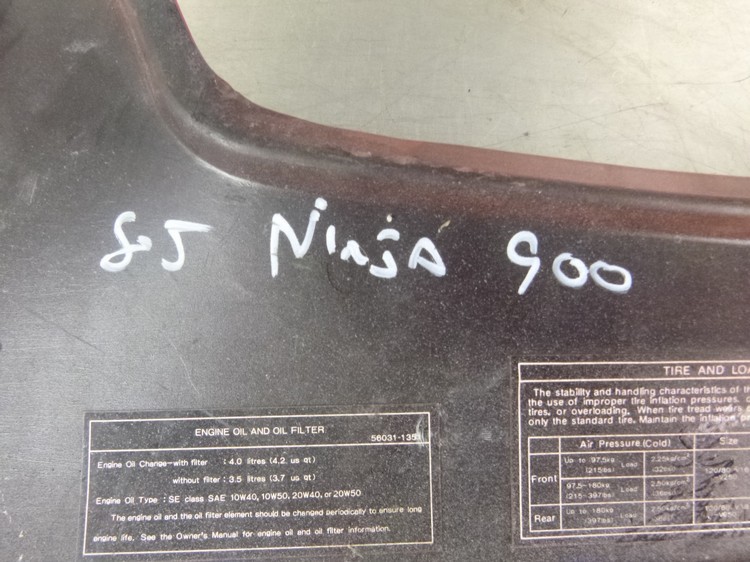 85 Ninja 900
ENGINE OIL AND OIL FILTER
56031-135
Engine Oil Change-with filter : 4.0 litres (4.2 us qt)
without filter : 3.5 litres (3.7 us qt)
Engine Oil Type : SE class SAE 10W40, 10W50, 20W40, or 20W50
The engine oil and the oil filter element should be changed periodically to ensure long
engine life. See the Owner's Manual for engine oil and oil filter information.
TIRE AND LOA
The stability and handling characteristics of th
the use of improper tire inflation pressures,
tires, or overloading. When tire tread wears
only the standard tire. Maintain the inflation
Air Pressure (Cold) Size
Front Up to 97.5kg (215lbs) Load 2.25kg/cm²
97.5~180kg (215~397lbs) Load
Rear Up to 180kg (397lbs) Load